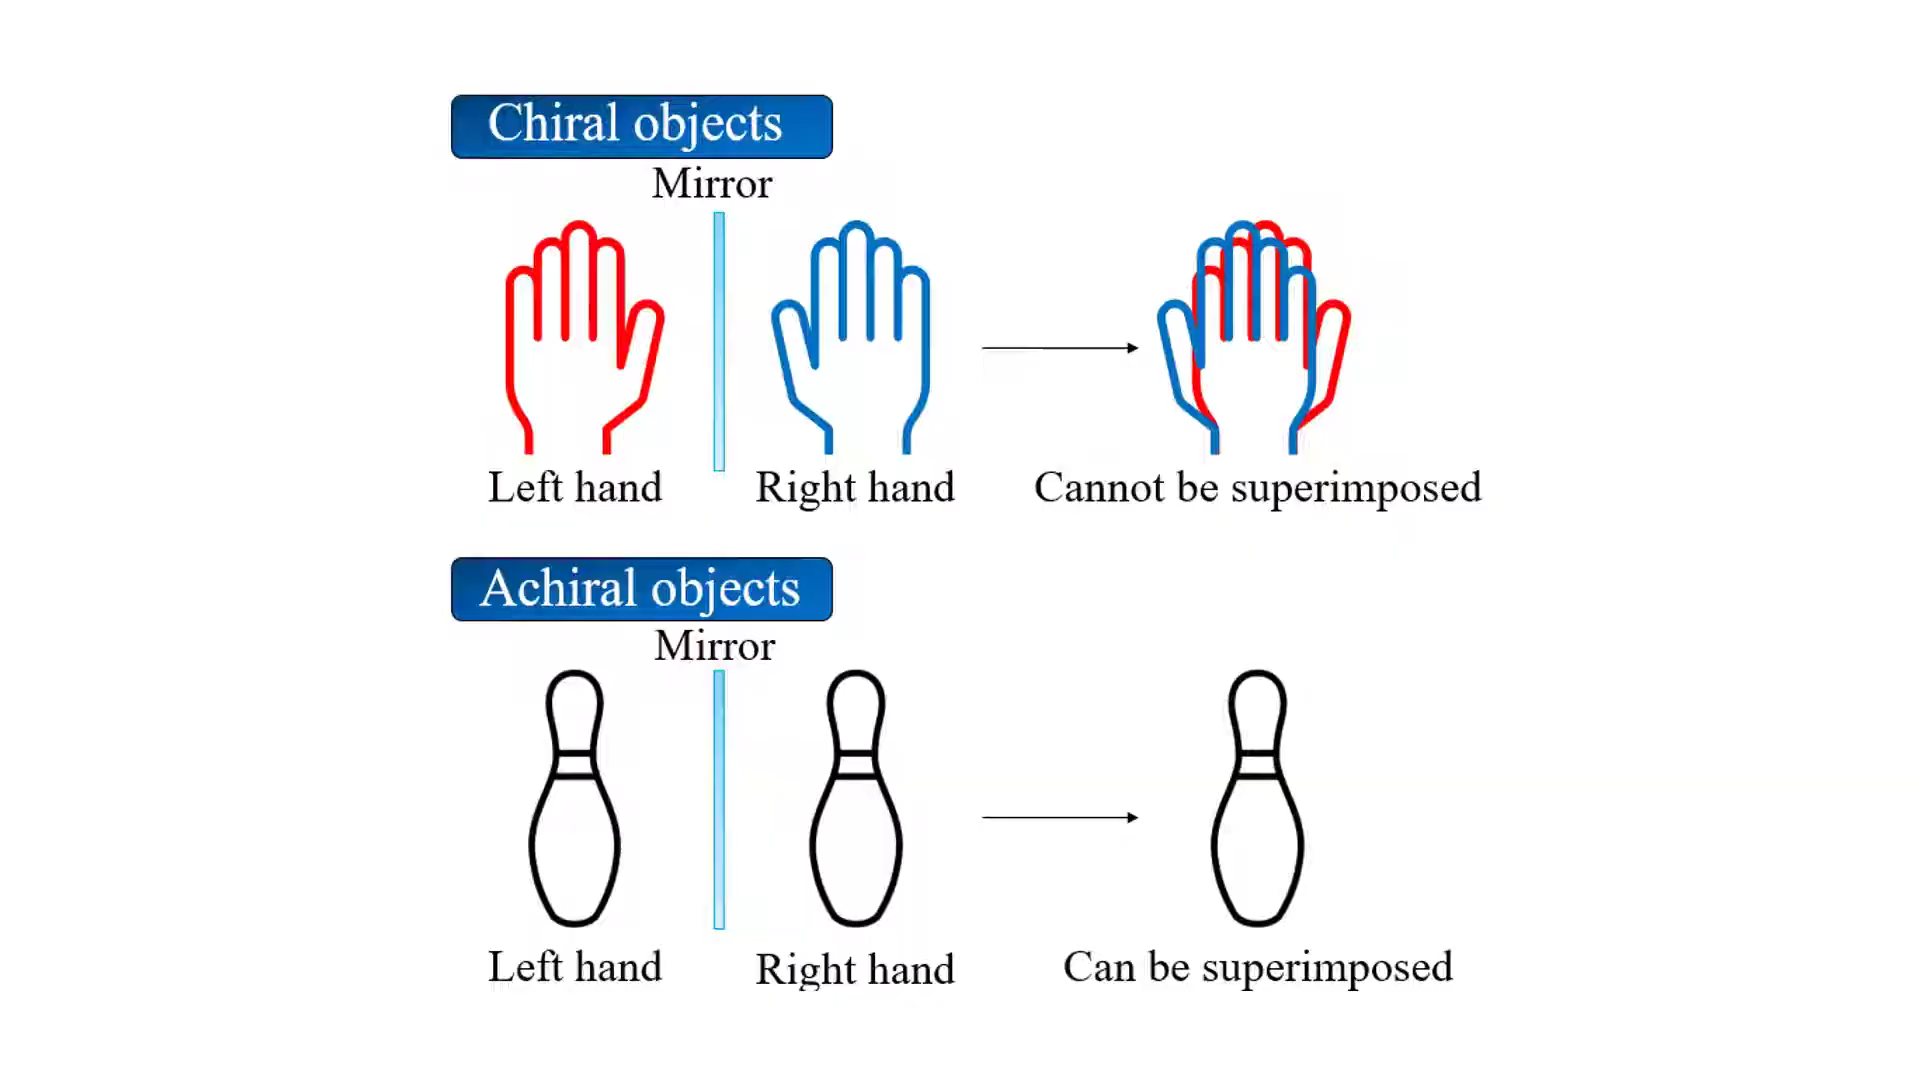 Chiral objects
Mirror
Left hand
Right hand
Cannot be superimposed
Achiral objects
Mirror
Left hand
Right hand
Can be superimposed